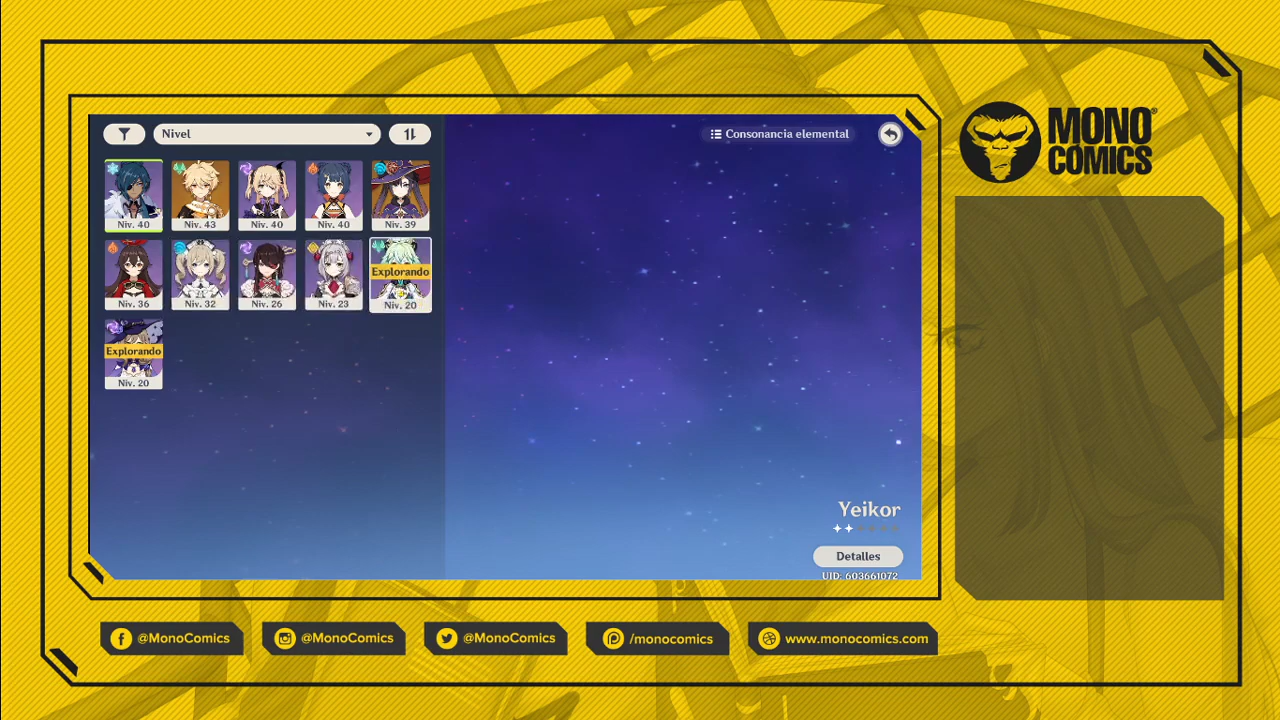 Nivel
Consonancia elemental
MONO
COMICS®
Niv. 40
Niv. 43
Niv. 40
Niv. 40
Niv. 39
Explorando
Niv. 36
Niv. 32
Niv. 26
Niv. 23
Niv. 20
Explorando
Niv. 20
Yeikor
Detalles
UID: 603661072
@MonoComics
@MonoComics
@MonoComics
/monocomics
www.monocomics.com